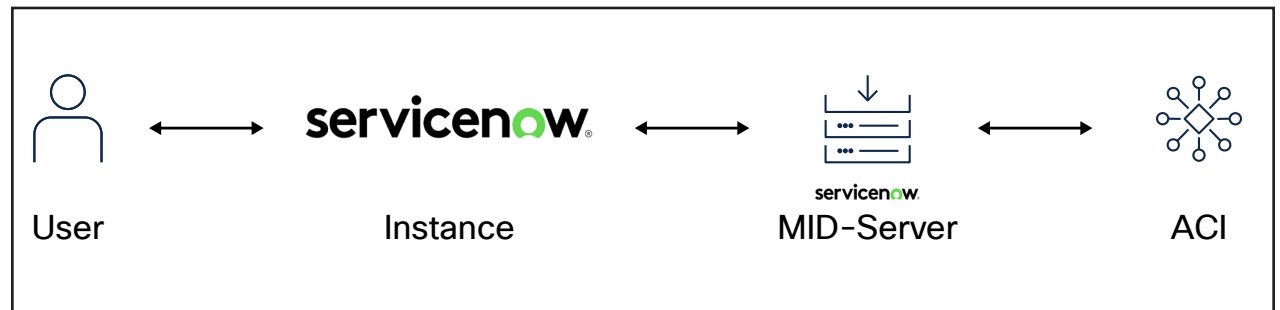 servicenow®
servicenow.
User
Instance
MID-Server
ACI